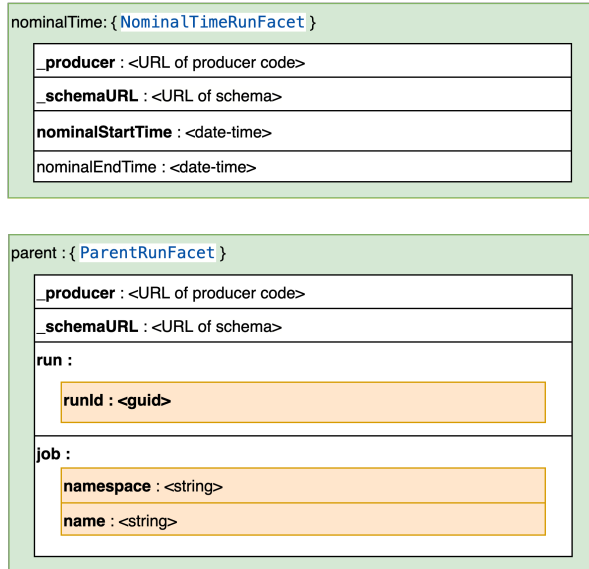 nominalTime: { NominalTimeRunFacet }
_producer : <URL of producer code>
_schemaURL : <URL of schema>
nominalStartTime : <date-time>
nominalEndTime : <date-time>
parent : { ParentRunFacet }
_producer : <URL of producer code>
_schemaURL : <URL of schema>
run :
runId : <guid>
job :
namespace : <string>
name : <string>